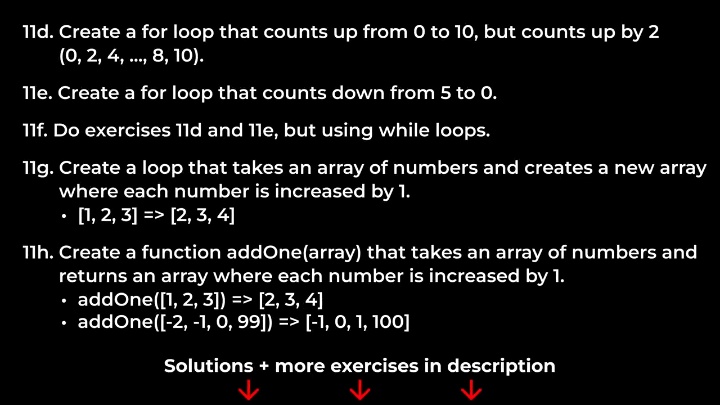 11d. Create a for loop that counts up from 0 to 10, but counts up by 2
(0, 2, 4, ..., 8, 10).
11e. Create a for loop that counts down from 5 to 0.
11f. Do exercises 11d and 11e, but using while loops.
11g. Create a loop that takes an array of numbers and creates a new array
where each number is increased by 1.
• [1, 2, 3] => [2, 3, 4]
11h. Create a function addOne(array) that takes an array of numbers and
returns an array where each number is increased by 1.
• addOne([1, 2, 3]) => [2, 3, 4]
• addOne([-2, -1, 0, 99]) => [-1, 0, 1, 100]
Solutions + more exercises in description